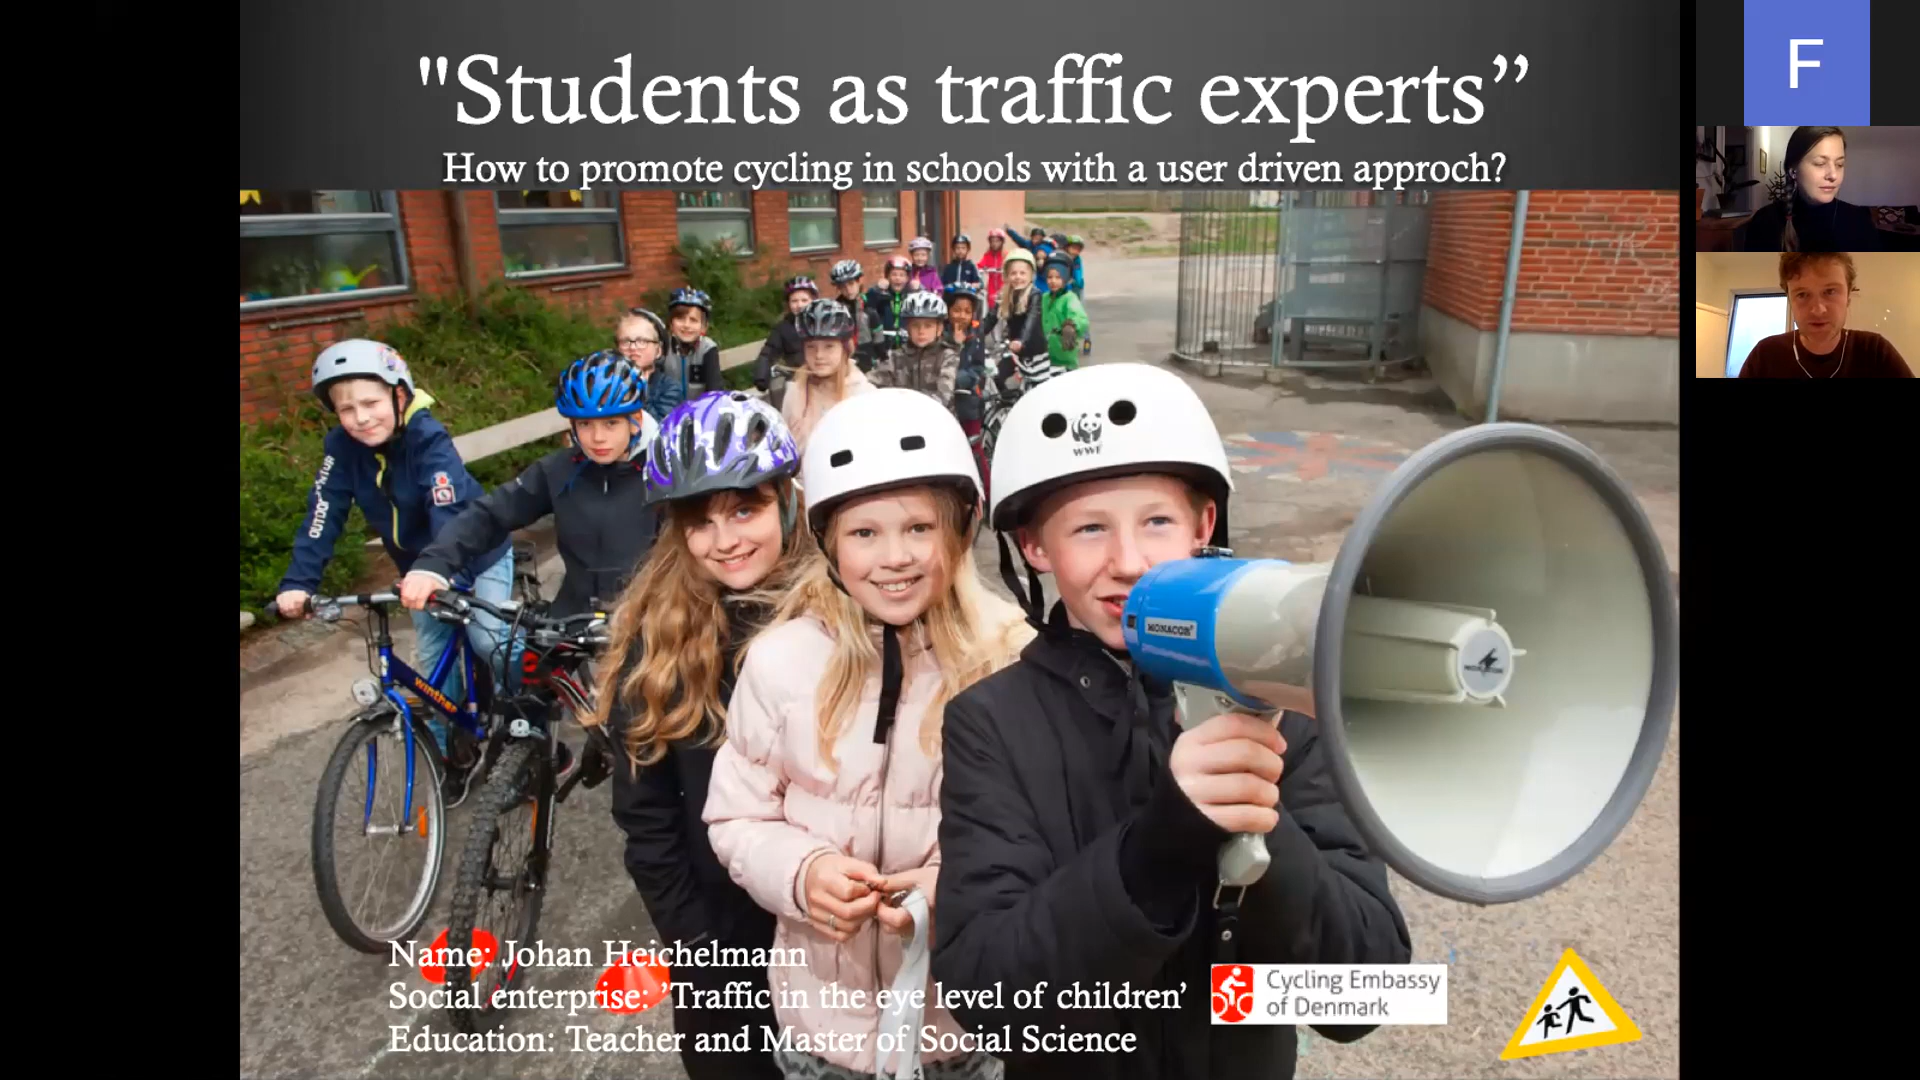 "Students as traffic experts”
How to promote cycling in schools with a user driven approch?
F
OUTDOOR
WWF
MONACOR
winther
Name: Johan Heichelmann
Social enterprise: ’Traffic in the eye level of children’
Education: Teacher and Master of Social Science
Cycling Embassy
of Denmark